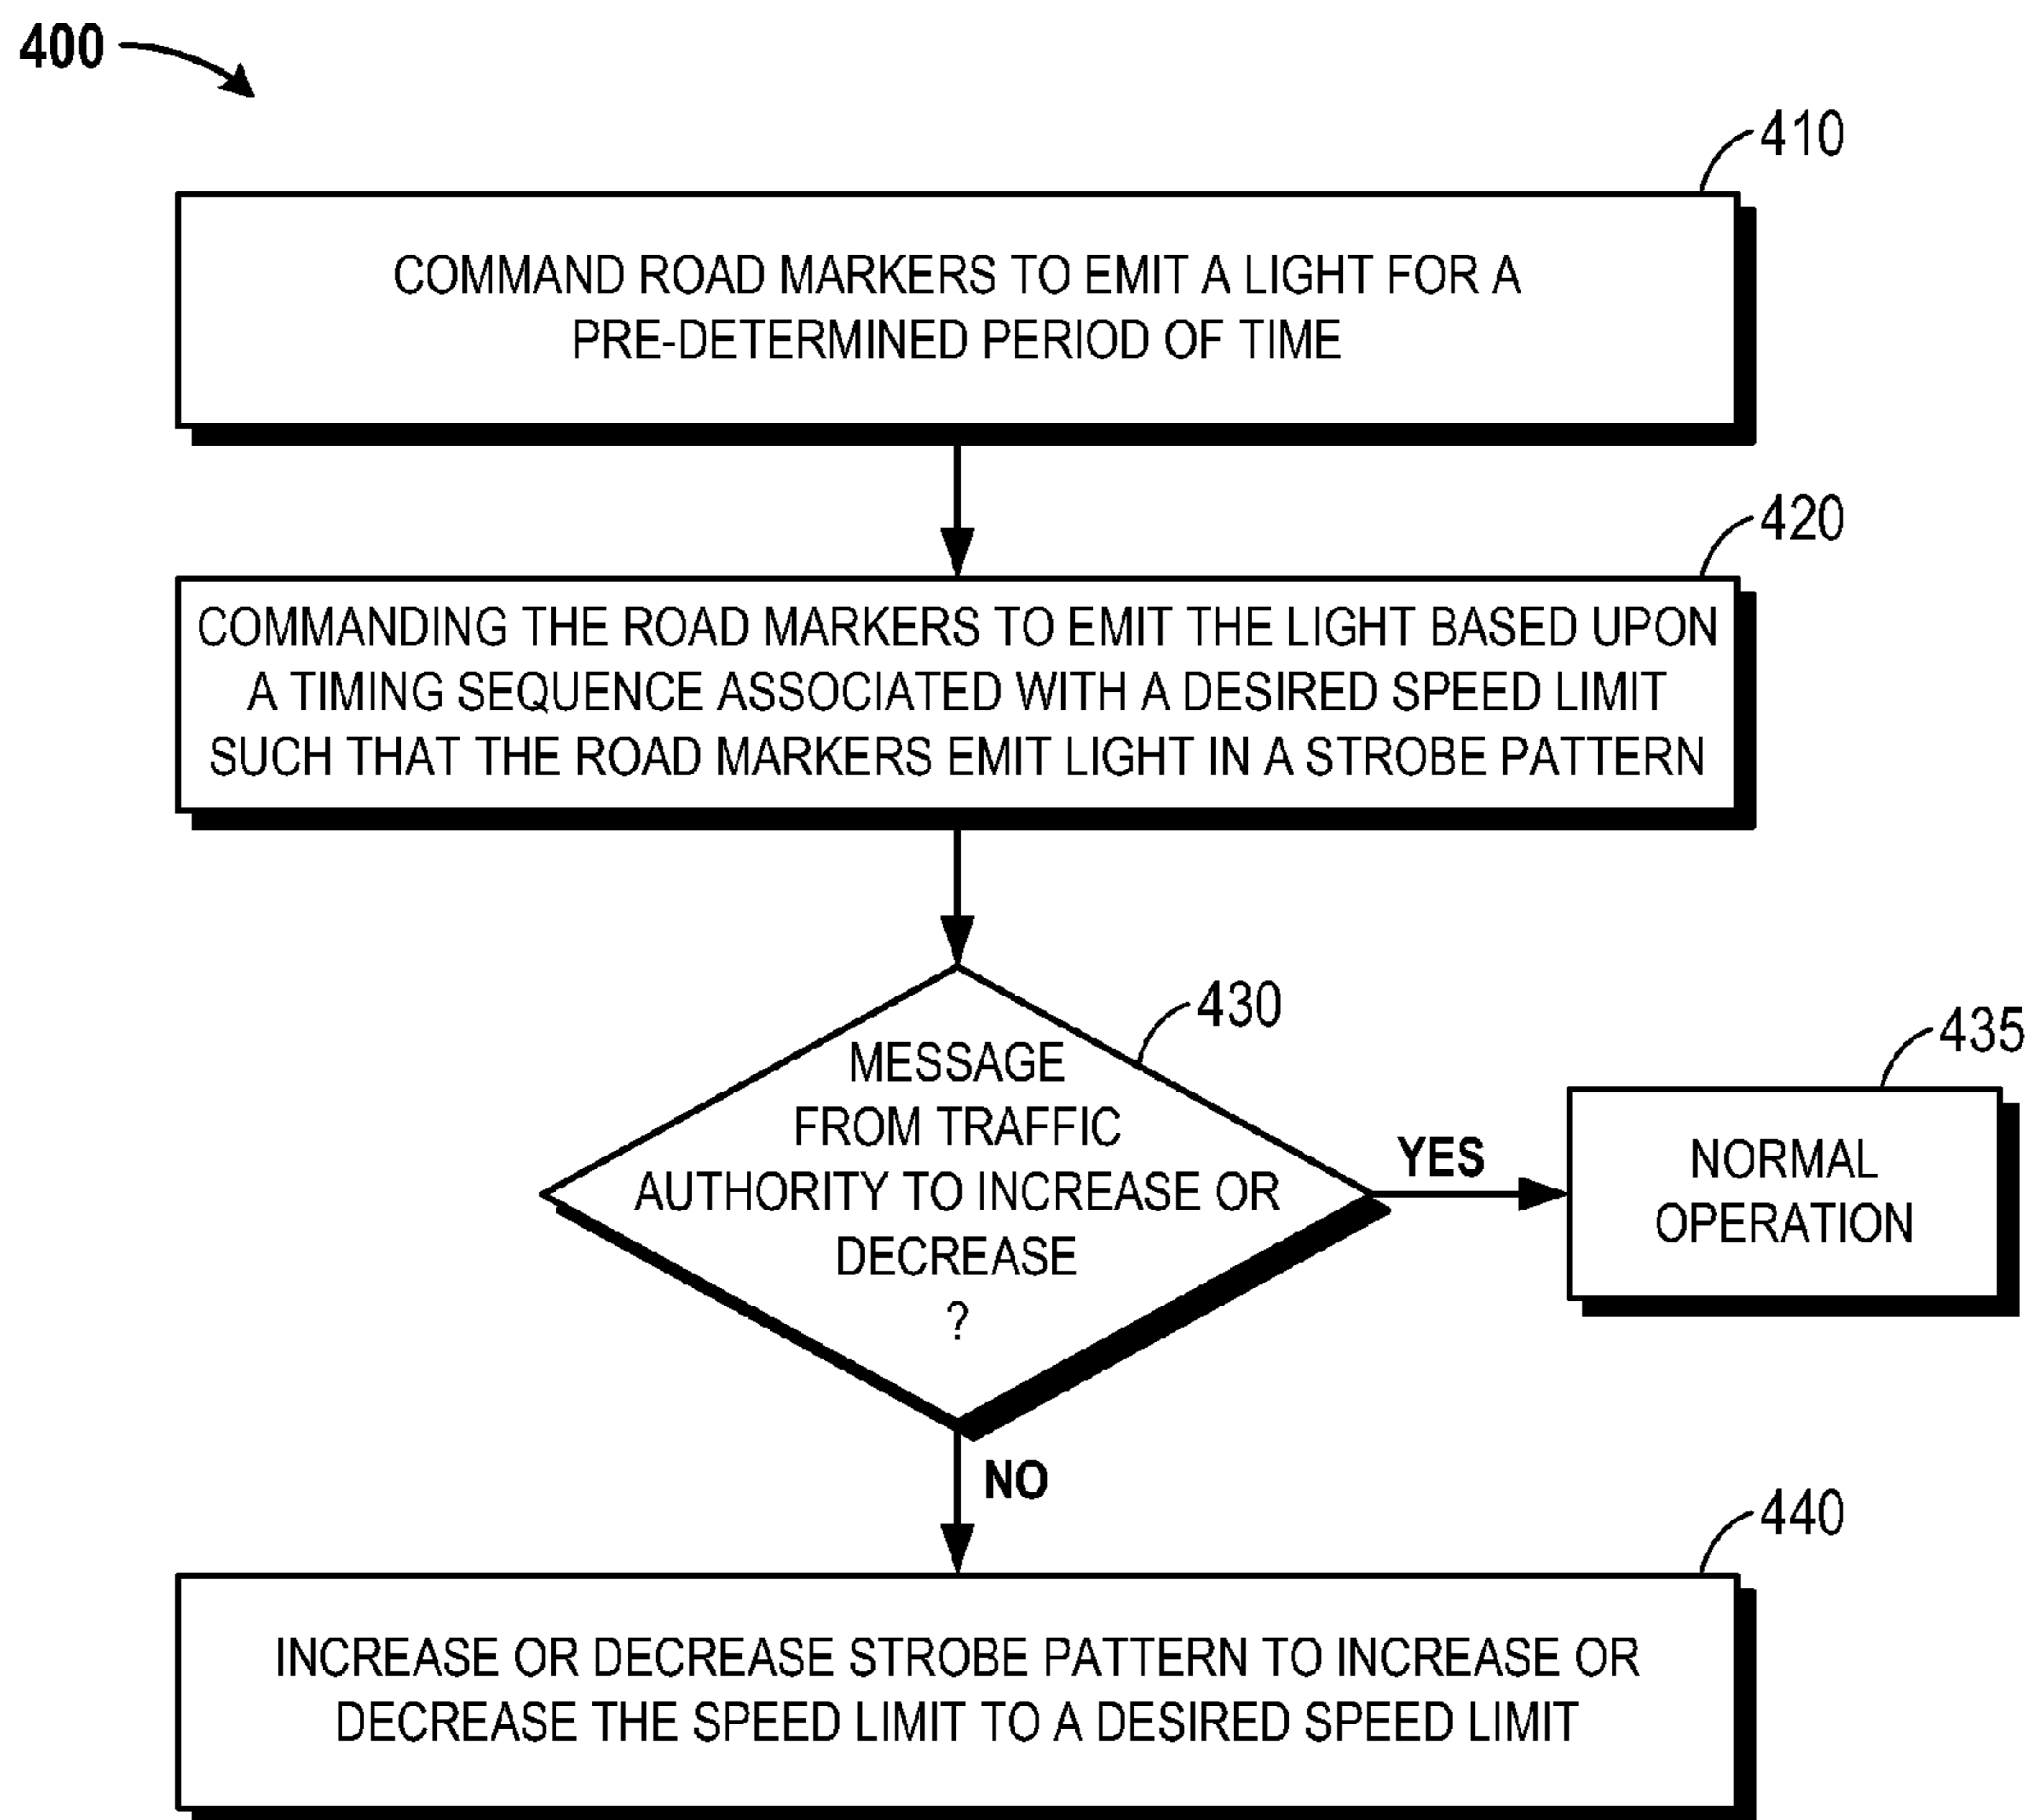 400
410
COMMAND ROAD MARKERS TO EMIT A LIGHT FOR A
PRE-DETERMINED PERIOD OF TIME
420
COMMANDING THE ROAD MARKERS TO EMIT THE LIGHT BASED UPON
A TIMING SEQUENCE ASSOCIATED WITH A DESIRED SPEED LIMIT
SUCH THAT THE ROAD MARKERS EMIT LIGHT IN A STROBE PATTERN
430
MESSAGE
FROM TRAFFIC
AUTHORITY TO INCREASE OR
DECREASE
?
YES
435
NORMAL
OPERATION
NO
440
INCREASE OR DECREASE STROBE PATTERN TO INCREASE OR
DECREASE THE SPEED LIMIT TO A DESIRED SPEED LIMIT